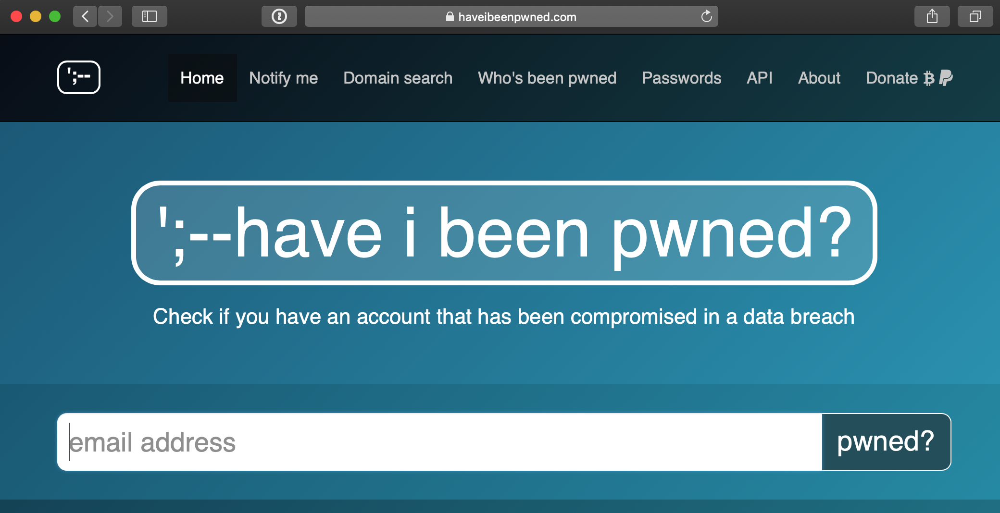 haveibeenpwned.com
';-- Home Notify me Domain search Who's been pwned Passwords API About Donate
';--have i been pwned?
Check if you have an account that has been compromised in a data breach
email address pwned?